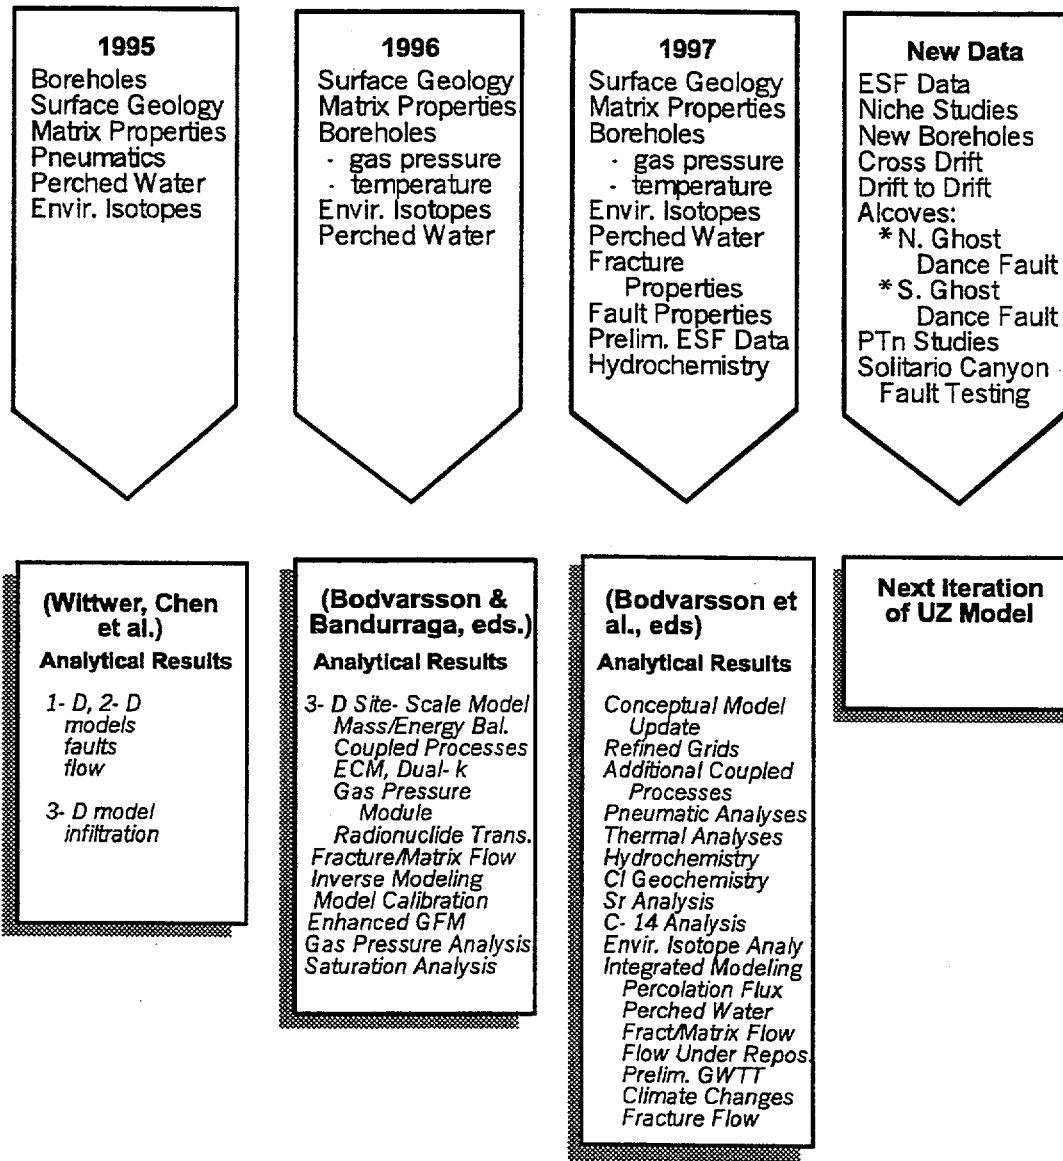 1995
Boreholes
Surface Geology
Matrix Properties
Pneumatics
Perched Water
Envir. Isotopes
1996
Surface Geology
Matrix Properties
Boreholes
- gas pressure
- temperature
Envir. Isotopes
Perched Water
1997
Surface Geology
Matrix Properties
Boreholes
- gas pressure
- temperature
Envir. Isotopes
Perched Water
Fracture
Properties
Fault Properties
Prelim. ESF Data
Hydrochemistry
New Data
ESF Data
Niche Studies
New Boreholes
Cross Drift
Drift to Drift
Alcoves:
* N. Ghost
Dance Fault
* S. Ghost
Dance Fault
PTn Studies
Solitario Canyon
Fault Testing
(Wittwer, Chen
et al.)
Analytical Results
1- D, 2- D
models
faults
flow
3- D model
infiltration
(Bodvarsson &
Bandurraga, eds.)
Analytical Results
3- D Site- Scale Model
Mass/Energy Bal.
Coupled Processes
ECM, Dual- k
Gas Pressure
Module
Radionuclide Trans.
Fracture/Matrix Flow
Inverse Modeling
Model Calibration
Enhanced GFM
Gas Pressure Analysis
Saturation Analysis
(Bodvarsson et
al., eds)
Analytical Results
Conceptual Model
Update
Refined Grids
Additional Coupled
Processes
Pneumatic Analyses
Thermal Analyses
Hydrochemistry
Cl Geochemistry
Sr Analysis
C- 14 Analysis
Envir. Isotope Analy
Integrated Modeling
Percolation Flux
Perched Water
Fract/Matrix Flow
Flow Under Repos.
Prelim. GWTT
Climate Changes
Fracture Flow
Next Iteration
of UZ Model